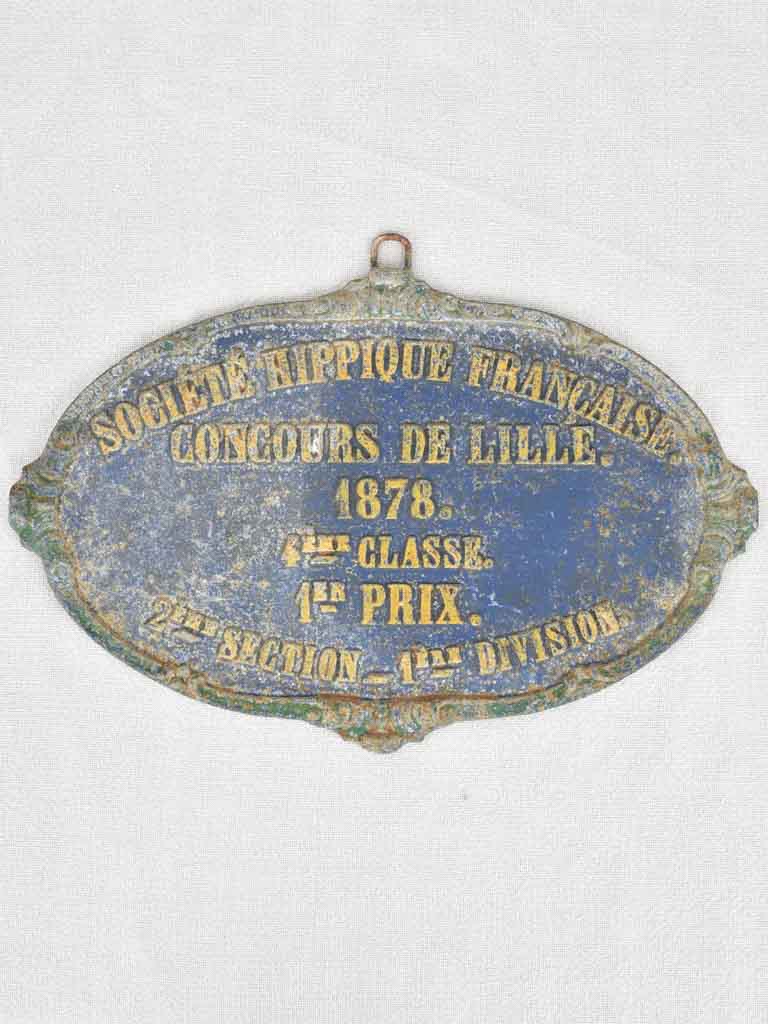 SOCIÉTÉ HIPPIQUE FRANÇAISE.
CONCOURS DE LILLE.
1878.
4ÈME CLASSE.
1ER PRIX.
2ÈME SECTION _ 1ÈRE DIVISION.